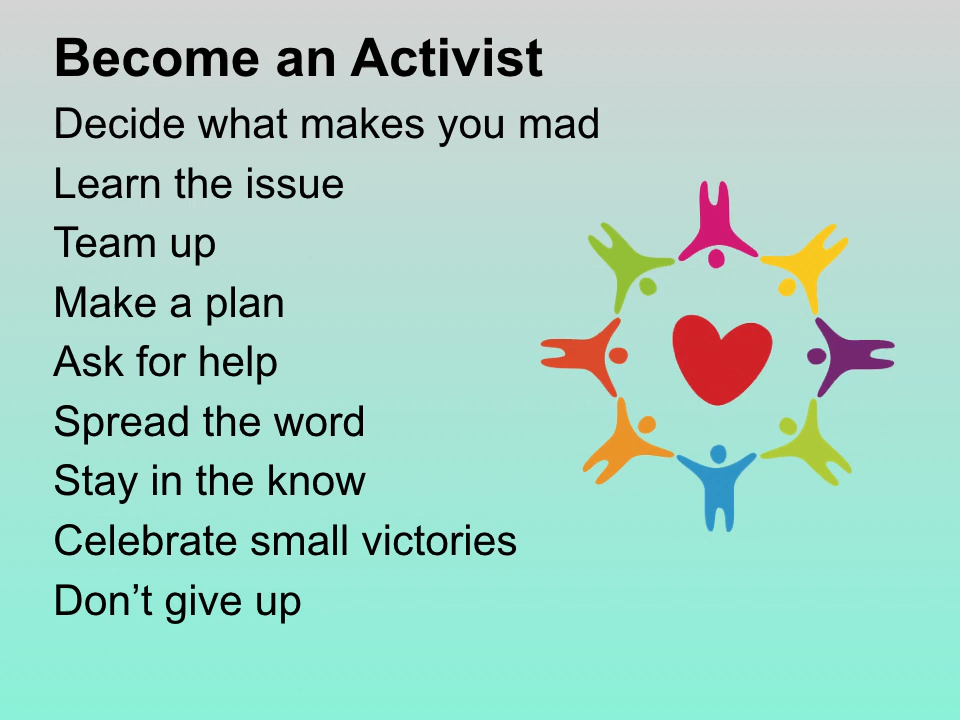 Become an Activist
Decide what makes you mad
Learn the issue
Team up
Make a plan
Ask for help
Spread the word
Stay in the know
Celebrate small victories
Don’t give up